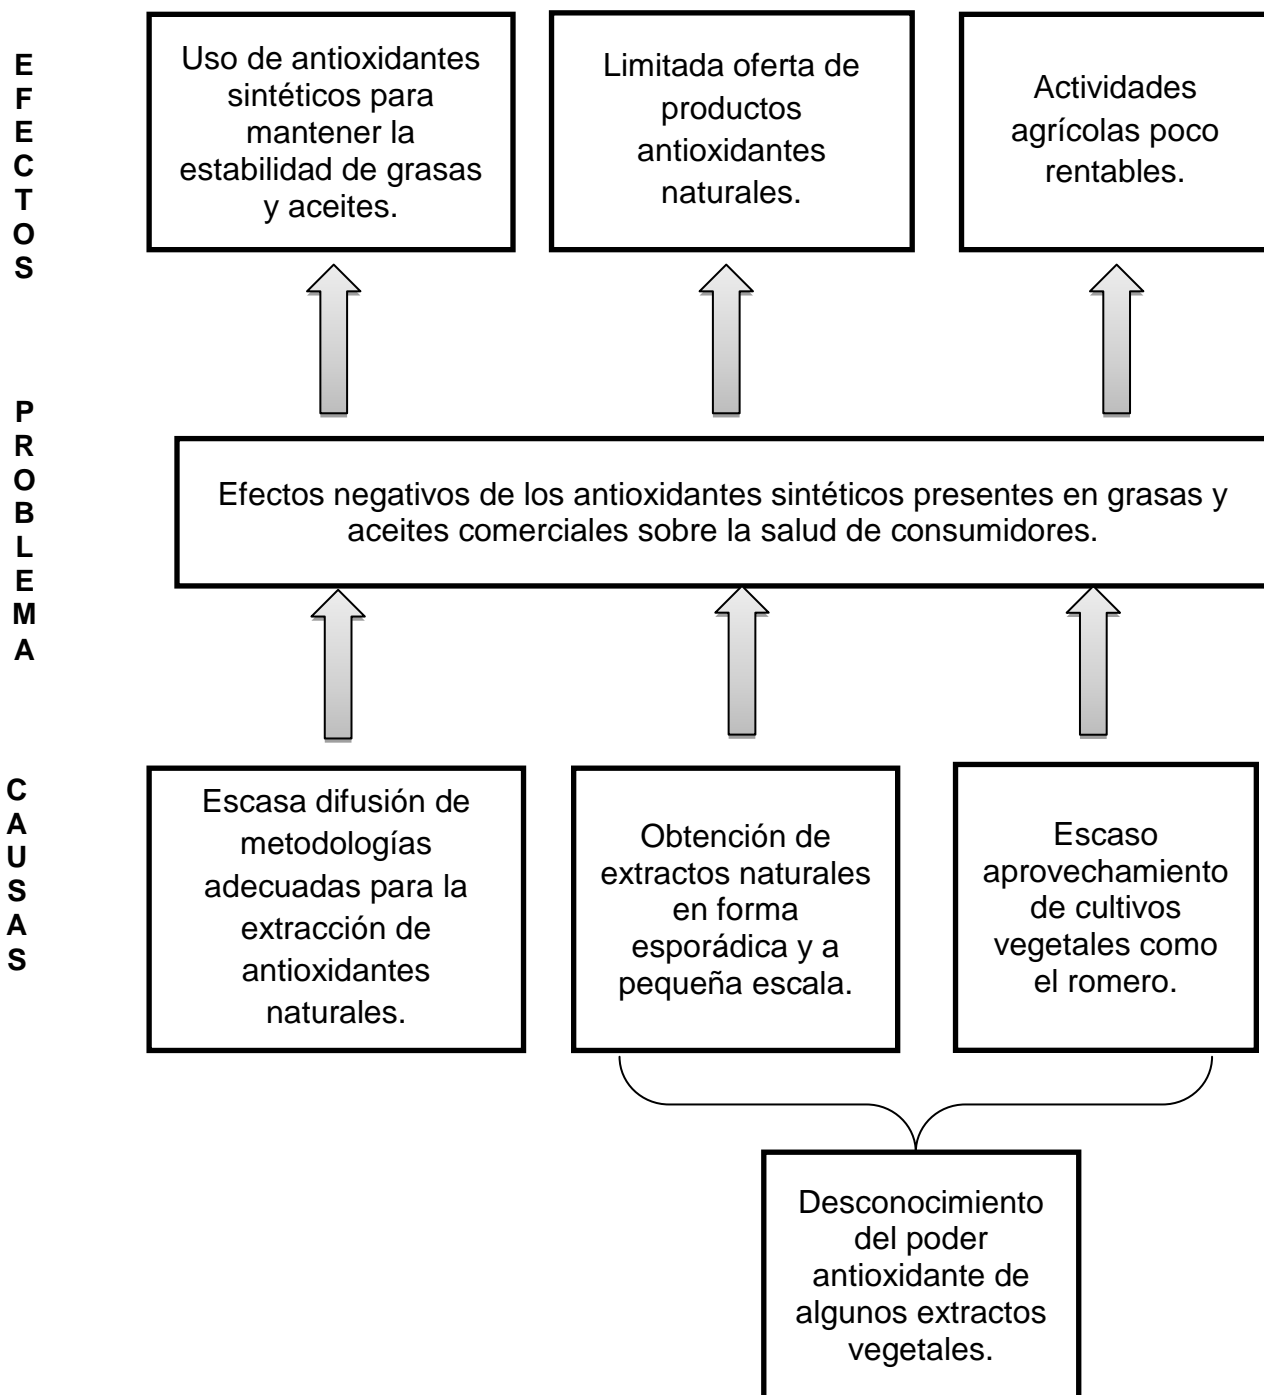 EFECTOS
Uso de antioxidantes
sintéticos para
mantener la
estabilidad de grasas
y aceites.
Limitada oferta de
productos
antioxidantes
naturales.
Actividades
agrícolas poco
rentables.
PROBLEMA
Efectos negativos de los antioxidantes sintéticos presentes en grasas y
aceites comerciales sobre la salud de consumidores.
CAUSAS
Escasa difusión de
metodologías
adecuadas para la
extracción de
antioxidantes
naturales.
Obtención de
extractos naturales
en forma
esporádica y a
pequeña escala.
Escaso
aprovechamiento
de cultivos
vegetales como
el romero.
Desconocimiento
del poder
antioxidante de
algunos extractos
vegetales.